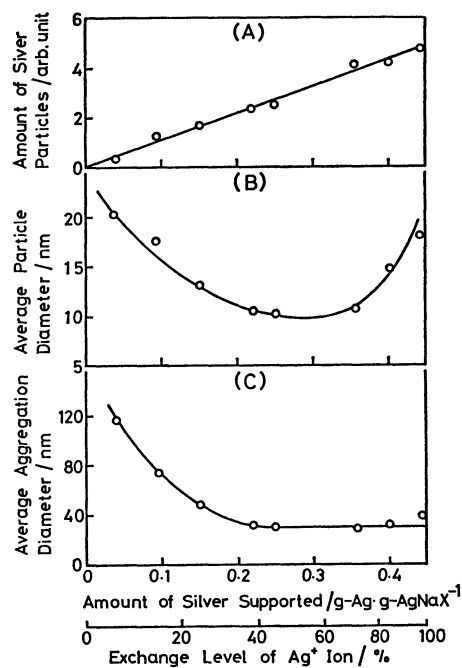 (A)
Amount of Silver
Particles / arb. unit
6
4
2
0
(B)
Average Particle
Diameter / nm
20
15
10
5
(C)
Average Aggregation
Diameter / nm
120
80
40
0
0 0.1 0.2 0.3 0.4
Amount of Silver Supported / g-Ag· g-AgNaX⁻¹
0 20 40 60 80 100
Exchange Level of Ag⁺ Ion / %